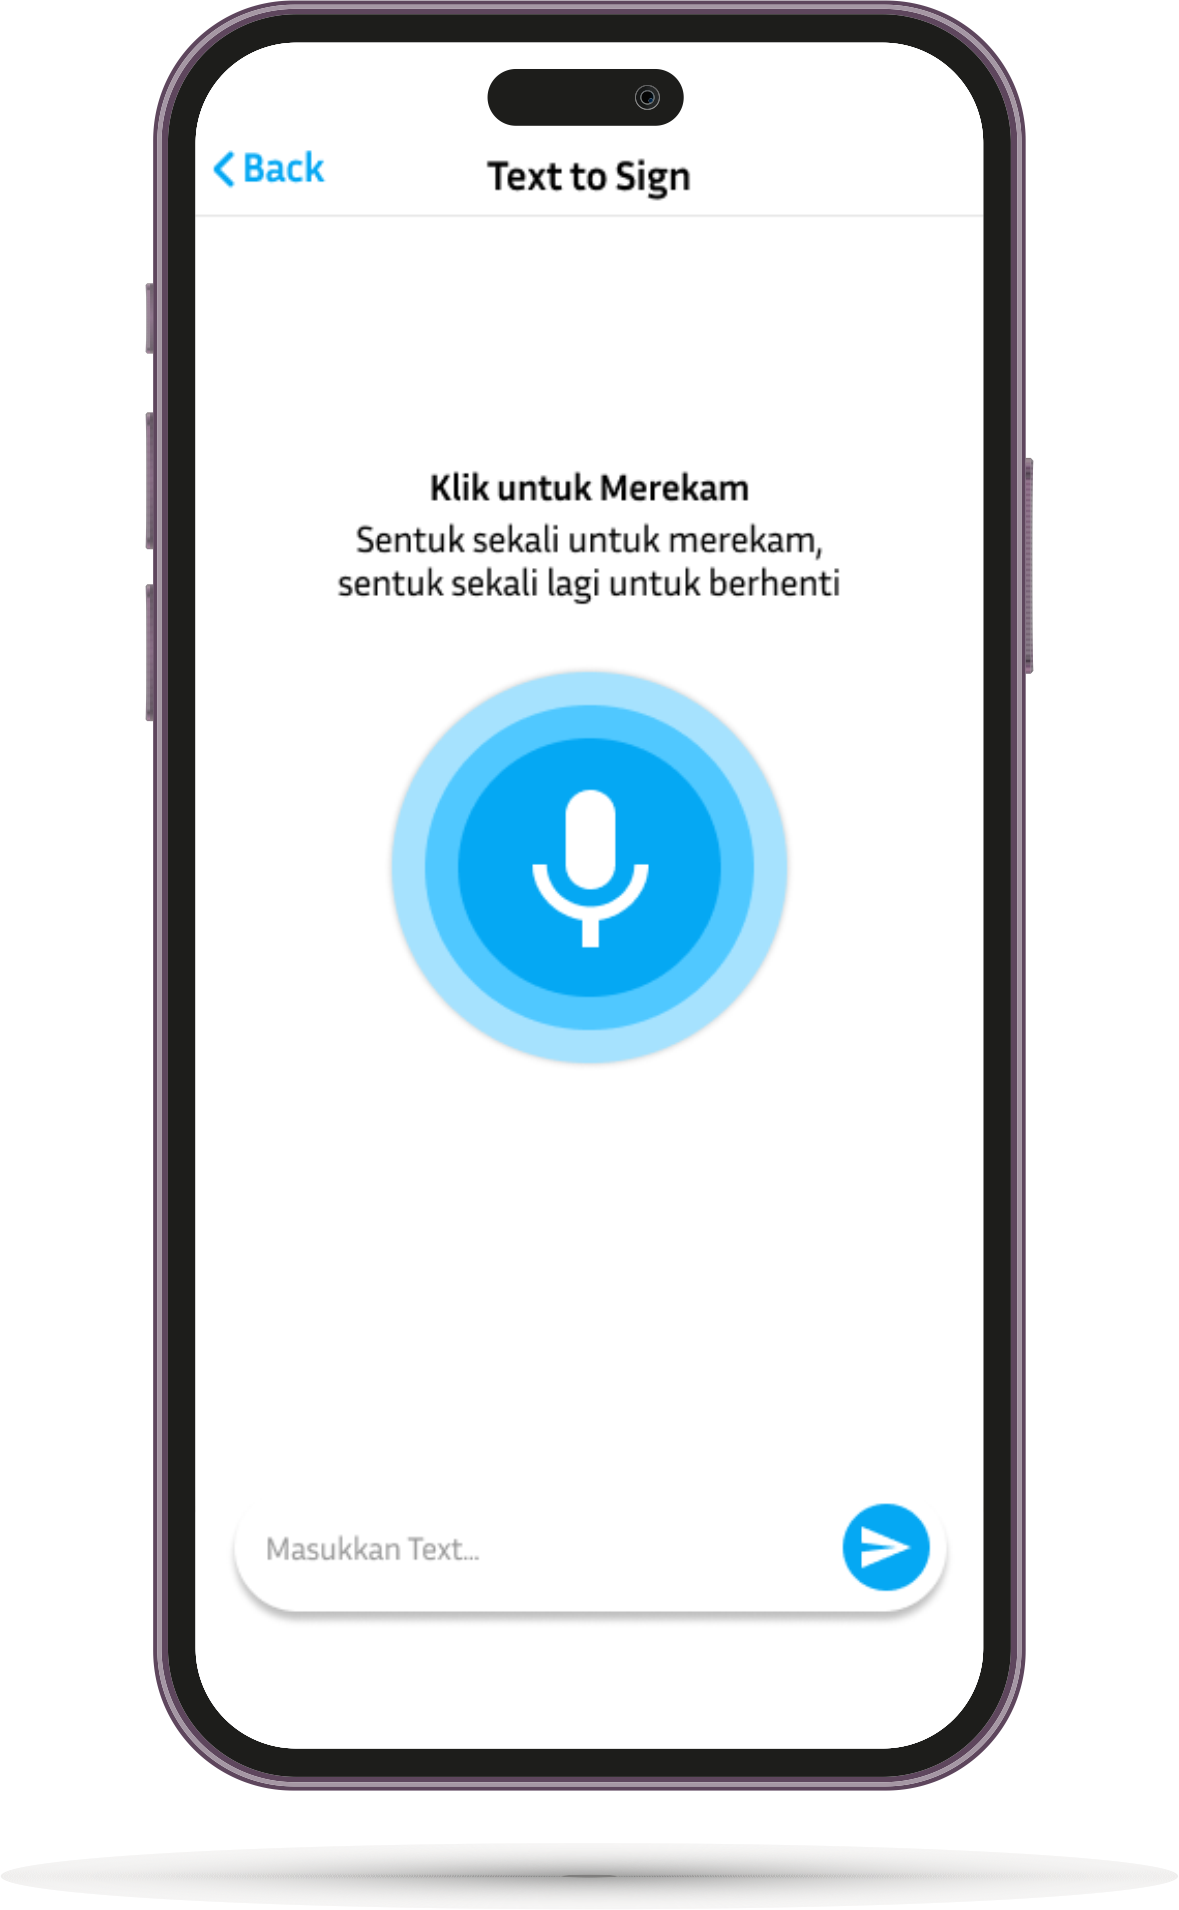 Back
Text to Sign
Klik untuk Merekam
Sentuk sekali untuk merekam,
sentuk sekali lagi untuk berhenti
Masukkan Text...